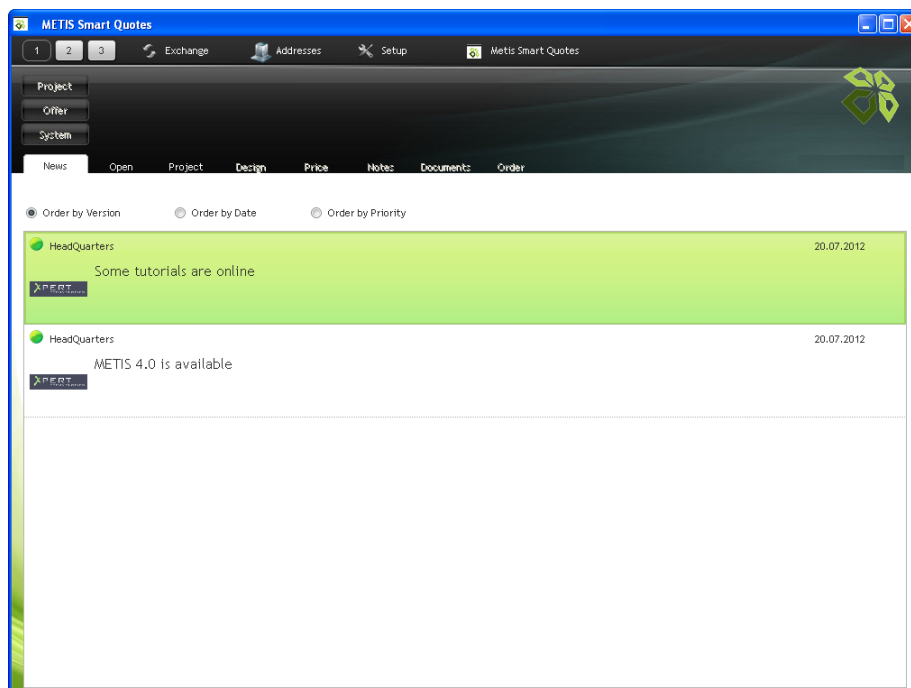 METIS Smart Quotes
1 2 3 Exchange Addresses Setup Metis Smart Quotes
Project
Offer
System
News Open Project Design Price Notes Documents Order
Order by Version Order by Date Order by Priority
HeadQuarters 20.07.2012
Some tutorials are online
XPERT
HeadQuarters 20.07.2012
METIS 4.0 is available
XPERT